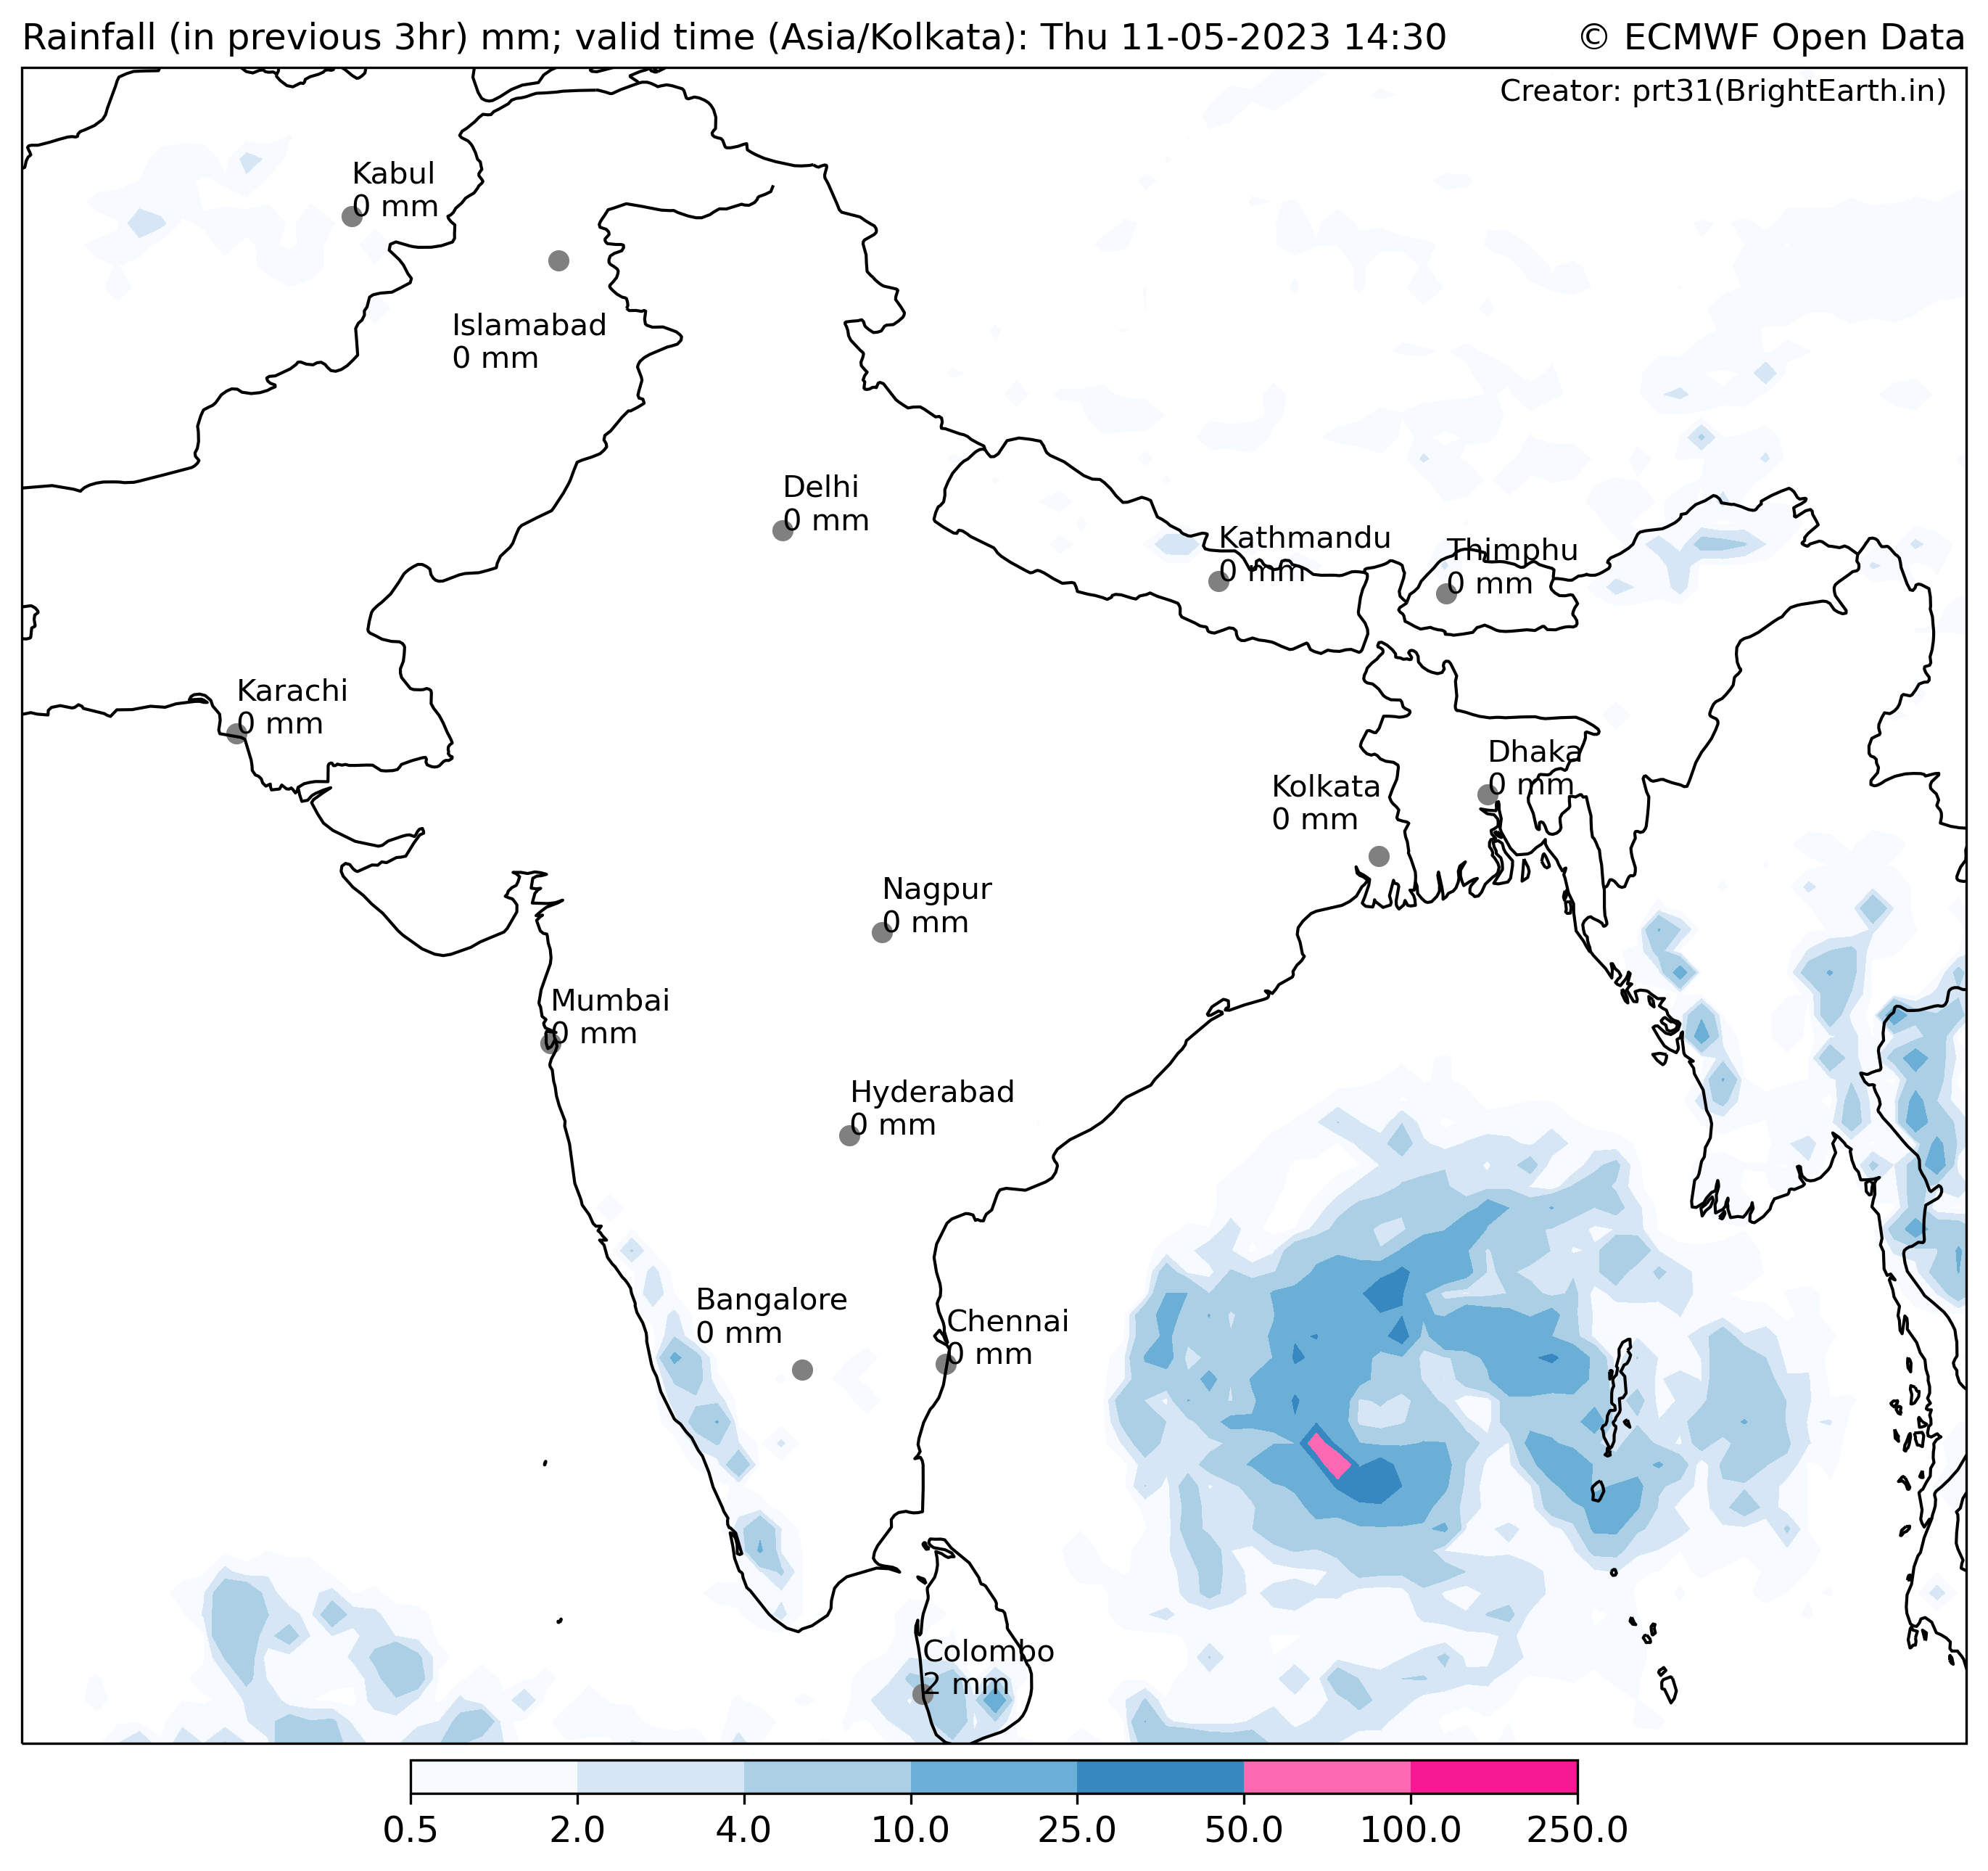 Rainfall (in previous 3hr) mm; valid time (Asia/Kolkata): Thu 11-05-2023 14:30
© ECMWF Open Data
Creator: prt31(BrightEarth.in)
Kabul
0 mm
Islamabad
0 mm
Delhi
0 mm
Kathmandu
0 mm
Thimphu
0 mm
Karachi
0 mm
Dhaka
0 mm
Kolkata
0 mm
Nagpur
0 mm
Mumbai
0 mm
Hyderabad
0 mm
Bangalore
0 mm
Chennai
0 mm
Colombo
2 mm
0.5 2.0 4.0 10.0 25.0 50.0 100.0 250.0